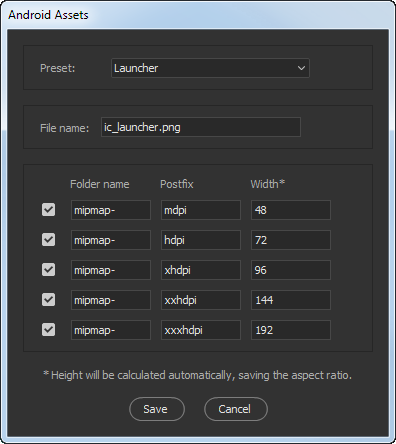 Android Assets
Preset: Launcher
File name: ic_launcher.png
Folder name Postfix Width*
mipmap- mdpi 48
mipmap- hdpi 72
mipmap- xhdpi 96
mipmap- xxhdpi 144
mipmap- xxxhdpi 192
* Height will be calculated automatically, saving the aspect ratio.
Save Cancel